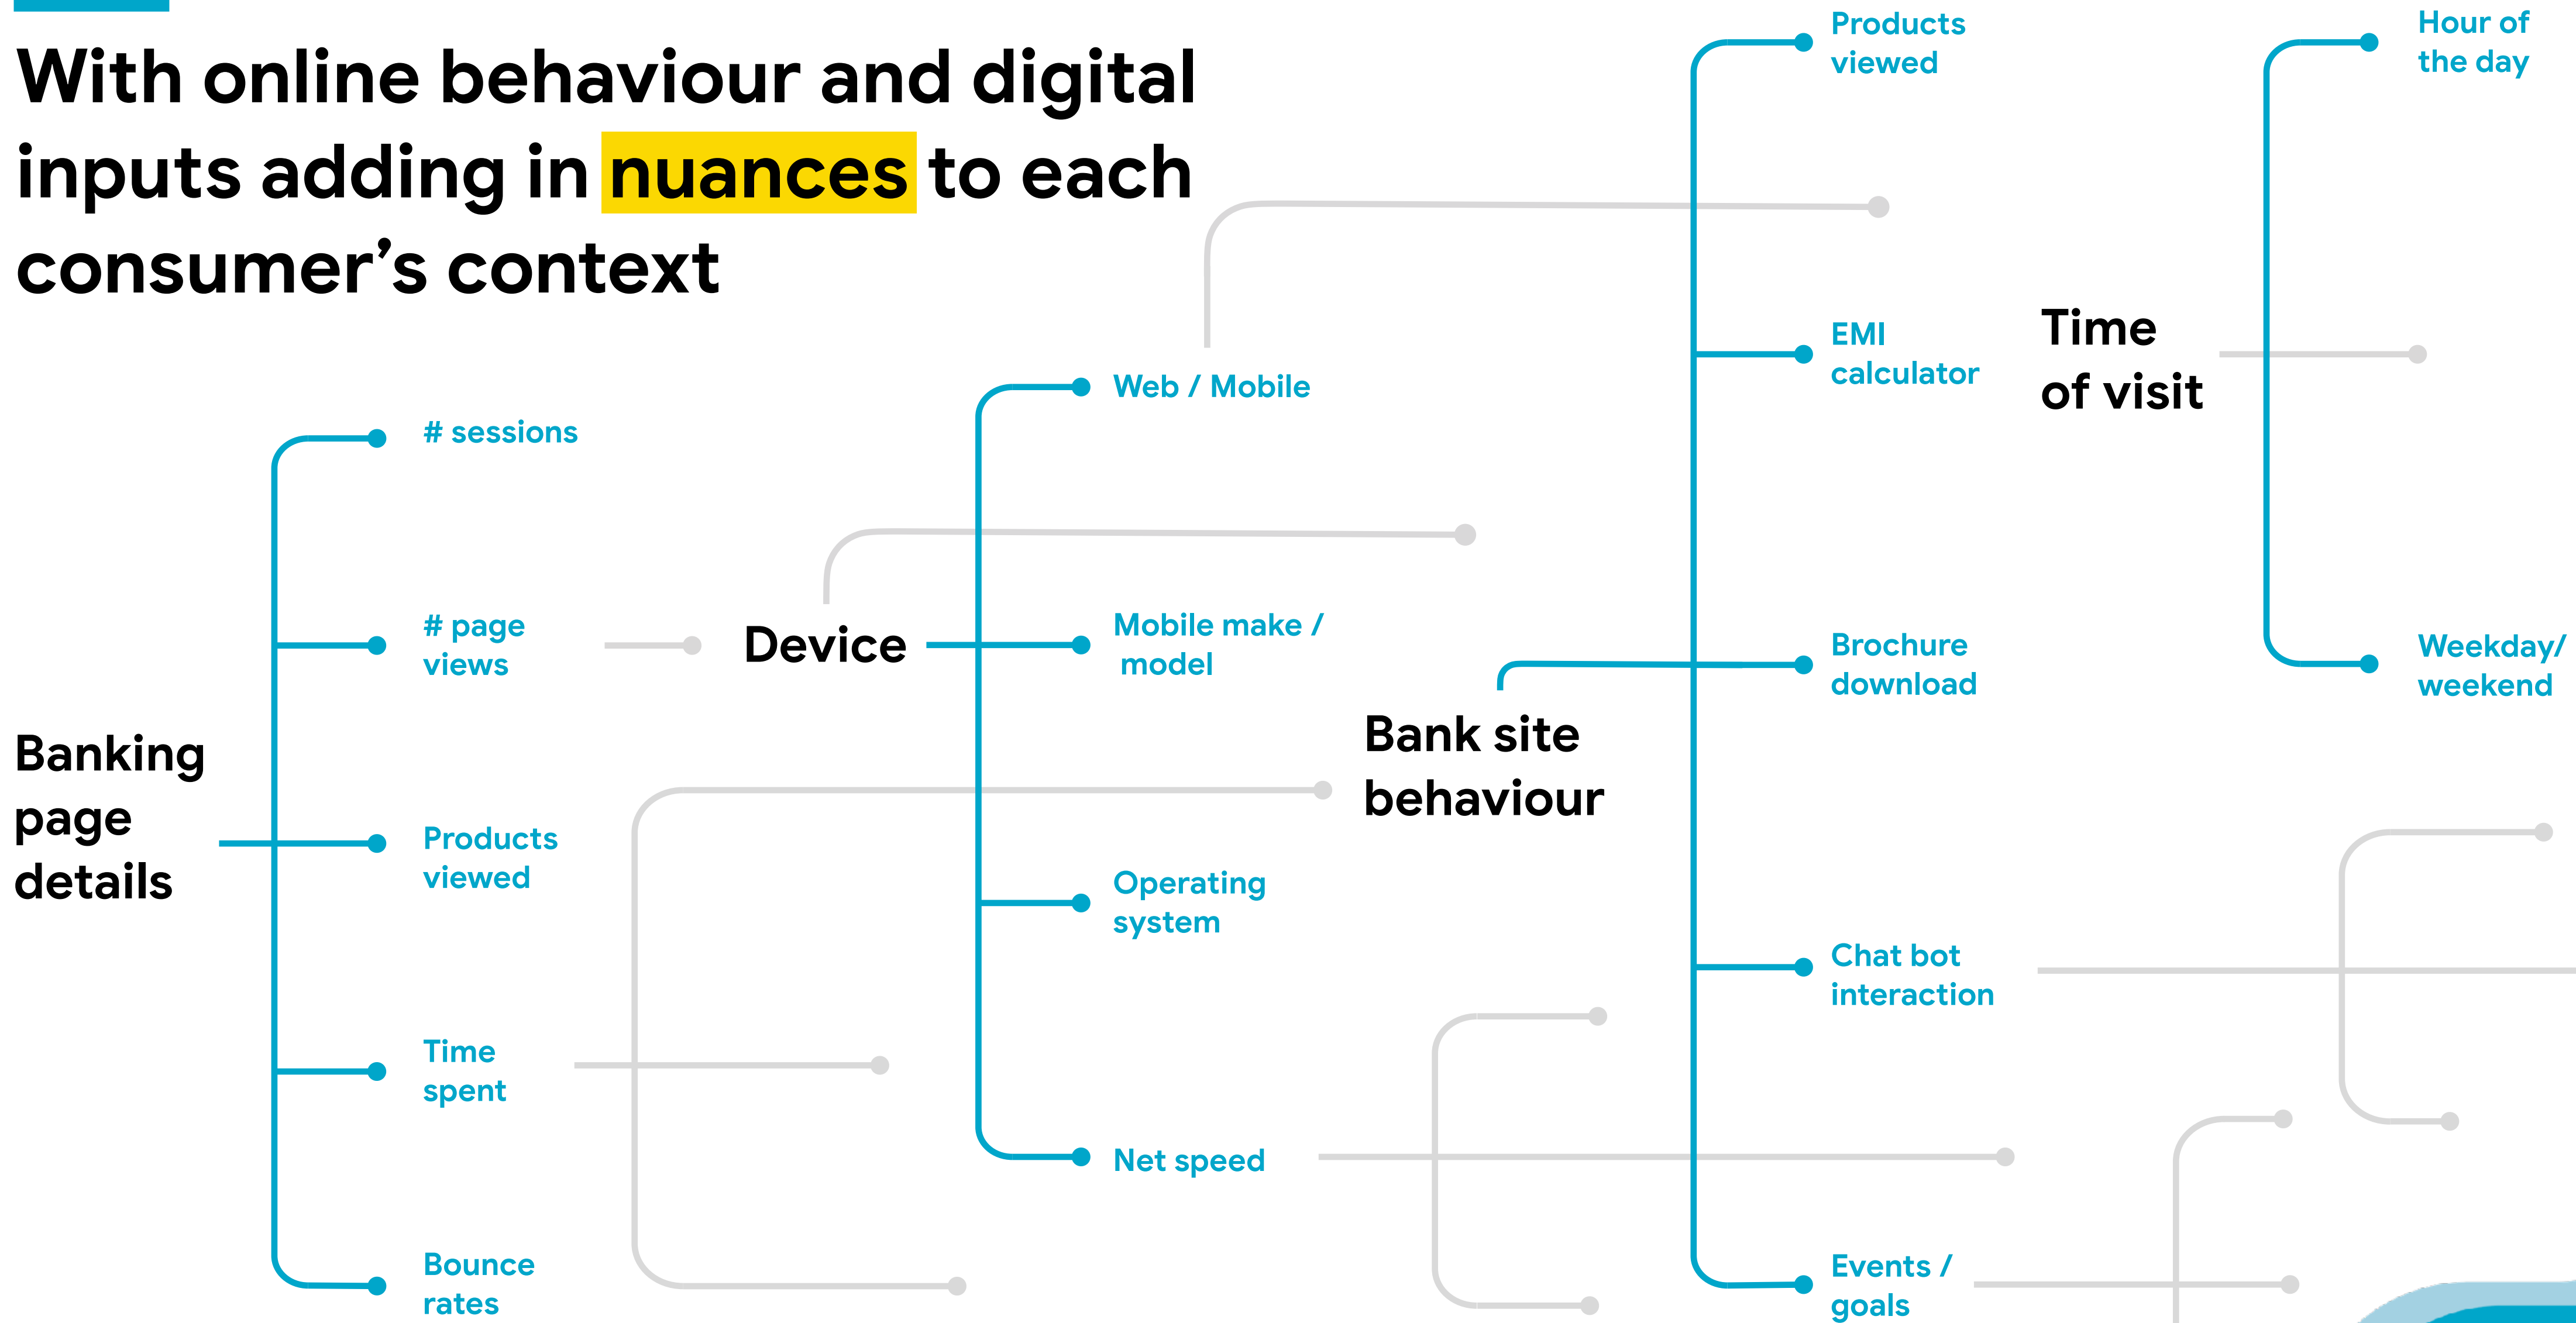 With online behaviour and digital
inputs adding in nuances to each
consumer’s context
Banking
page
details
# sessions
# page
views
Products
viewed
Time
spent
Bounce
rates
Device
Web / Mobile
Mobile make /
model
Operating
system
Net speed
Bank site
behaviour
Products
viewed
EMI
calculator
Brochure
download
Chat bot
interaction
Events /
goals
Time
of visit
Hour of
the day
Weekday/
weekend